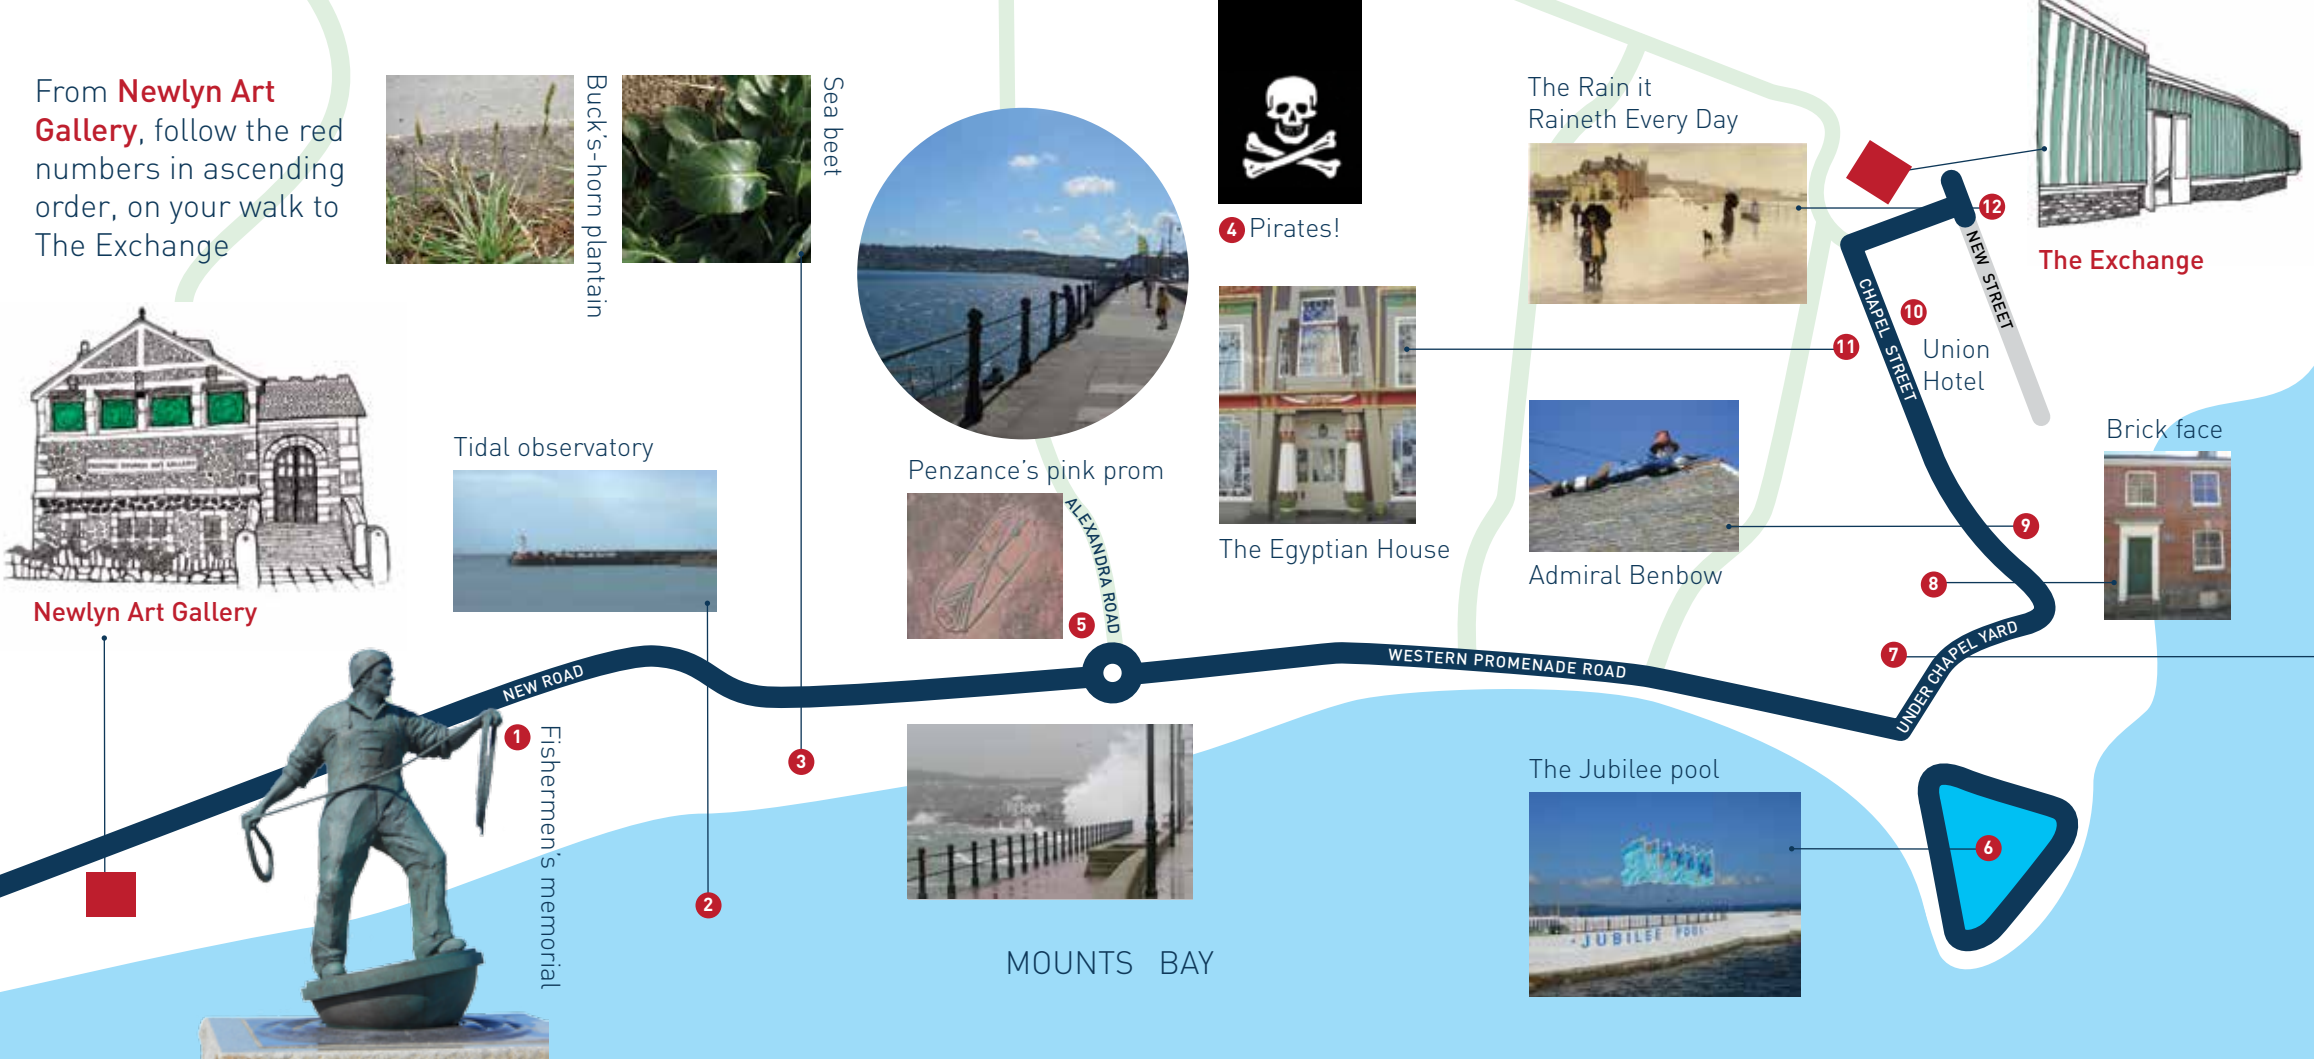 From Newlyn Art
Gallery, follow the red
numbers in ascending
order, on your walk to
The Exchange
Buck's-horn plantain
Sea beet
4 Pirates!
The Rain it
Raineth Every Day
12
NEW STREET
The Exchange
CHAPEL STREET
10
11
Union
Hotel
Tidal observatory
Penzance's pink prom
ALEXANDRA ROAD
5
The Egyptian House
Admiral Benbow
9
Brick face
8
7
UNDER CHAPEL YARD
Newlyn Art Gallery
NEW ROAD
WESTERN PROMENADE ROAD
1
Fishermen's memorial
2
3
The Jubilee pool
JUBILEE POOL
6
MOUNTS BAY